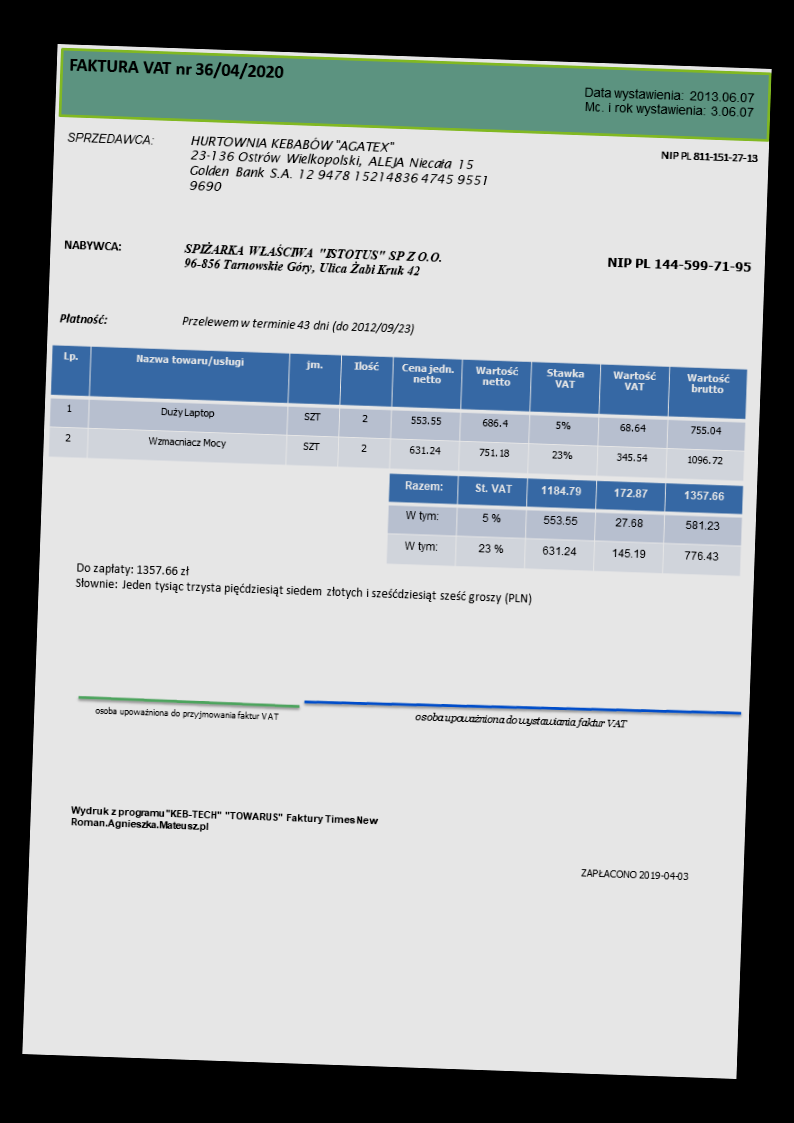 FAKTURA VAT nr 36/04/2020
Data wystawienia: 2013.06.07
Mc. i rok wystawienia: 3.06.07
SPRZEDAWCA:
HURTOWNIA KEBABÓW "AGATEX"
23-136 Ostrów Wielkopolski, ALEJA Niecała 15
Golden Bank S.A. 12 9478 15214836 4745 9551
9690
NIP PL 811-151-27-13
NABYWCA:
SPIŻARKA WŁAŚCIWA "ISTOTUS" SP Z O.O.
96-856 Tarnowskie Góry, Ulica Żabi Kruk 42
NIP PL 144-599-71-95
Płatność:
Przelewem w terminie 43 dni (do 2012/09/23)
Lp. Nazwa towaru/usługi jm. Ilość Cena jedn. netto Wartość netto Stawka VAT Wartość VAT Wartość brutto
1 Duży Laptop SZT 2 553.55 686.4 5% 68.64 755.04
2 Wzmacniacz Mocy SZT 2 631.24 751.18 23% 345.54 1096.72
Razem: St. VAT 1184.79 172.87 1357.66
W tym: 5 % 553.55 27.68 581.23
W tym: 23 % 631.24 145.19 776.43
Do zapłaty: 1357.66 zł
Słownie: Jeden tysiąc trzysta pięćdziesiąt siedem złotych i sześćdziesiąt sześć groszy (PLN)
osoba upoważniona do przyjmowania faktur VAT
osoba upoważniona do wystawiania faktur VAT
Wydruk z programu "KEB-TECH" "TOWARUS" Faktury Times New
Roman.Agnieszka.Mateusz.pl
ZAPŁACONO 2019-04-03